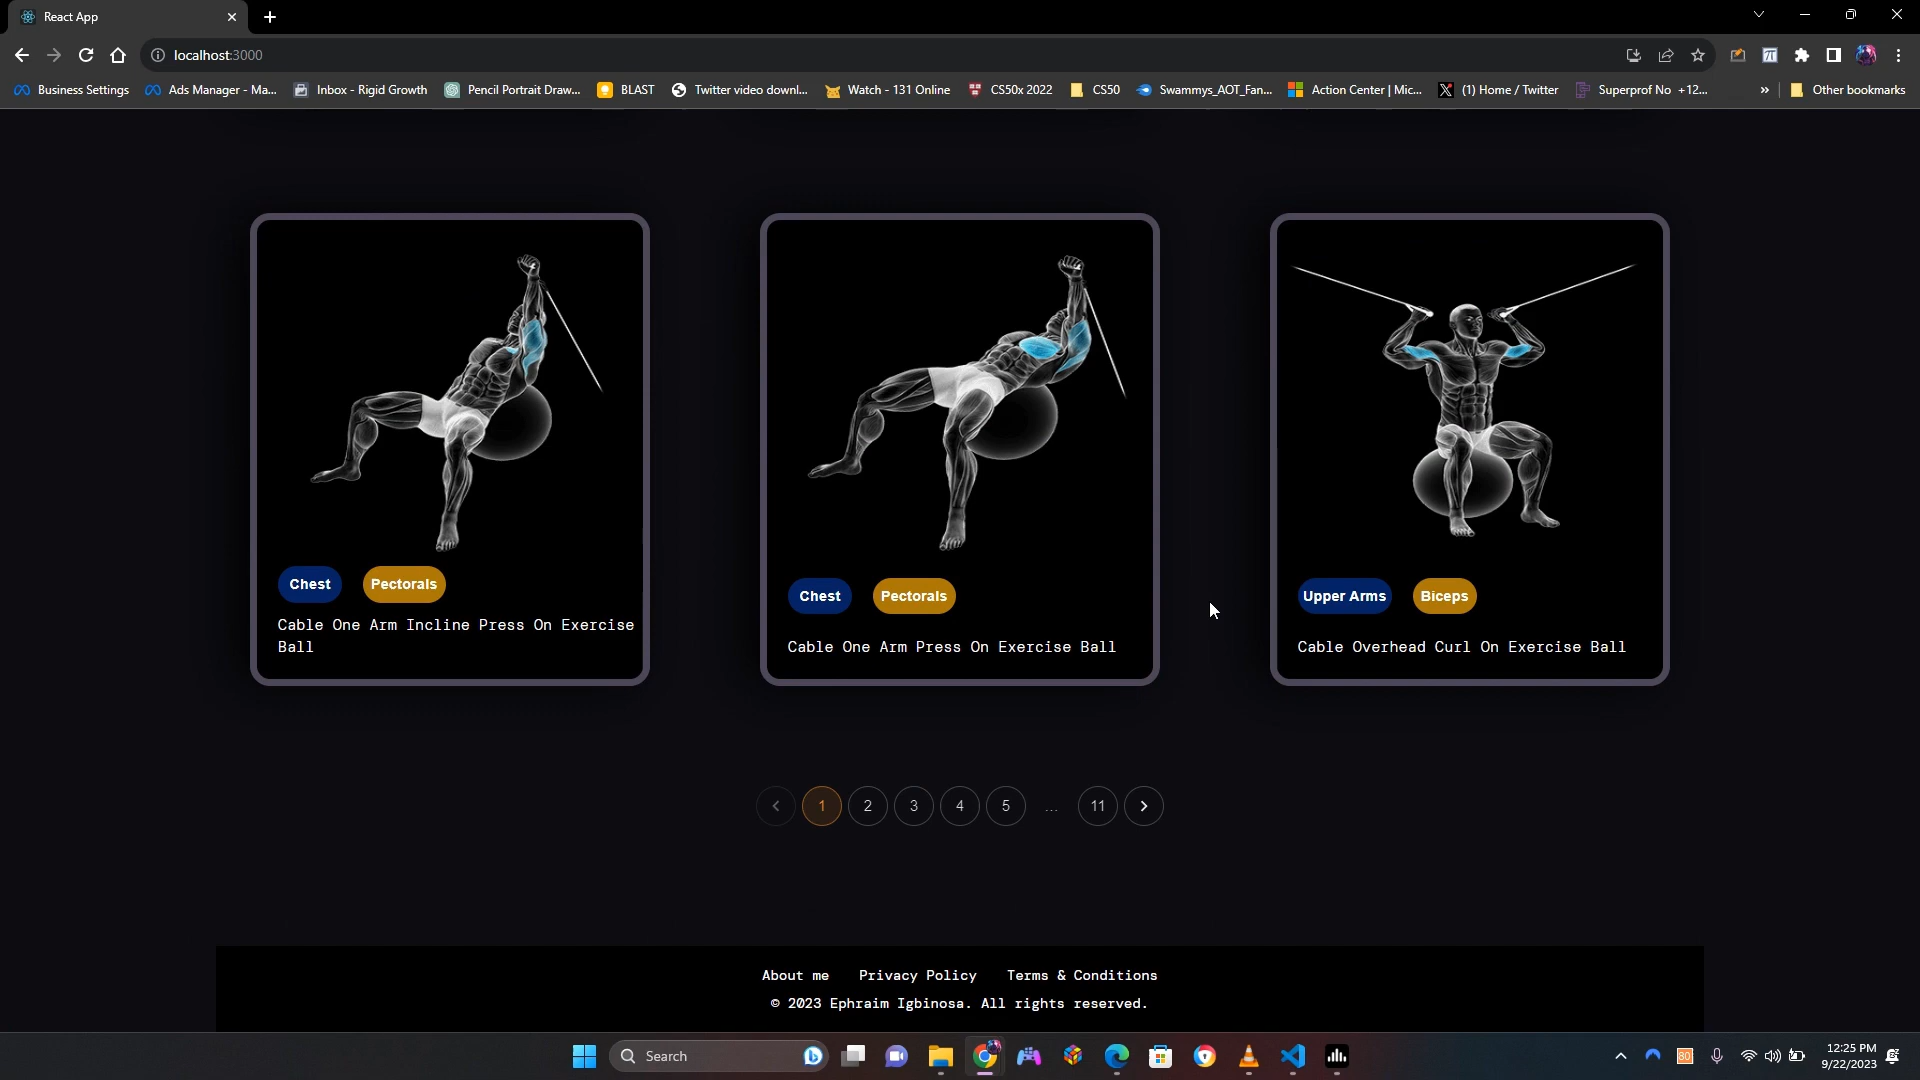 React App
localhost:3000
Business Settings
Ads Manager - Ma...
Inbox - Rigid Growth
Pencil Portrait Draw...
BLAST
Twitter video downl...
Watch - 131 Online
CS50x 2022
CS50
Swammys_AOT_Fan...
Action Center | Mic...
(1) Home / Twitter
Superprof No +12...
»
Other bookmarks
Chest
Pectorals
Cable One Arm Incline Press On Exercise
Ball
Chest
Pectorals
Cable One Arm Press On Exercise Ball
Upper Arms
Biceps
Cable Overhead Curl On Exercise Ball
1 2 3 4 5 ... 11
About me Privacy Policy Terms & Conditions
© 2023 Ephraim Igbinosa. All rights reserved.
Search
80
12:25 PM
9/22/2023